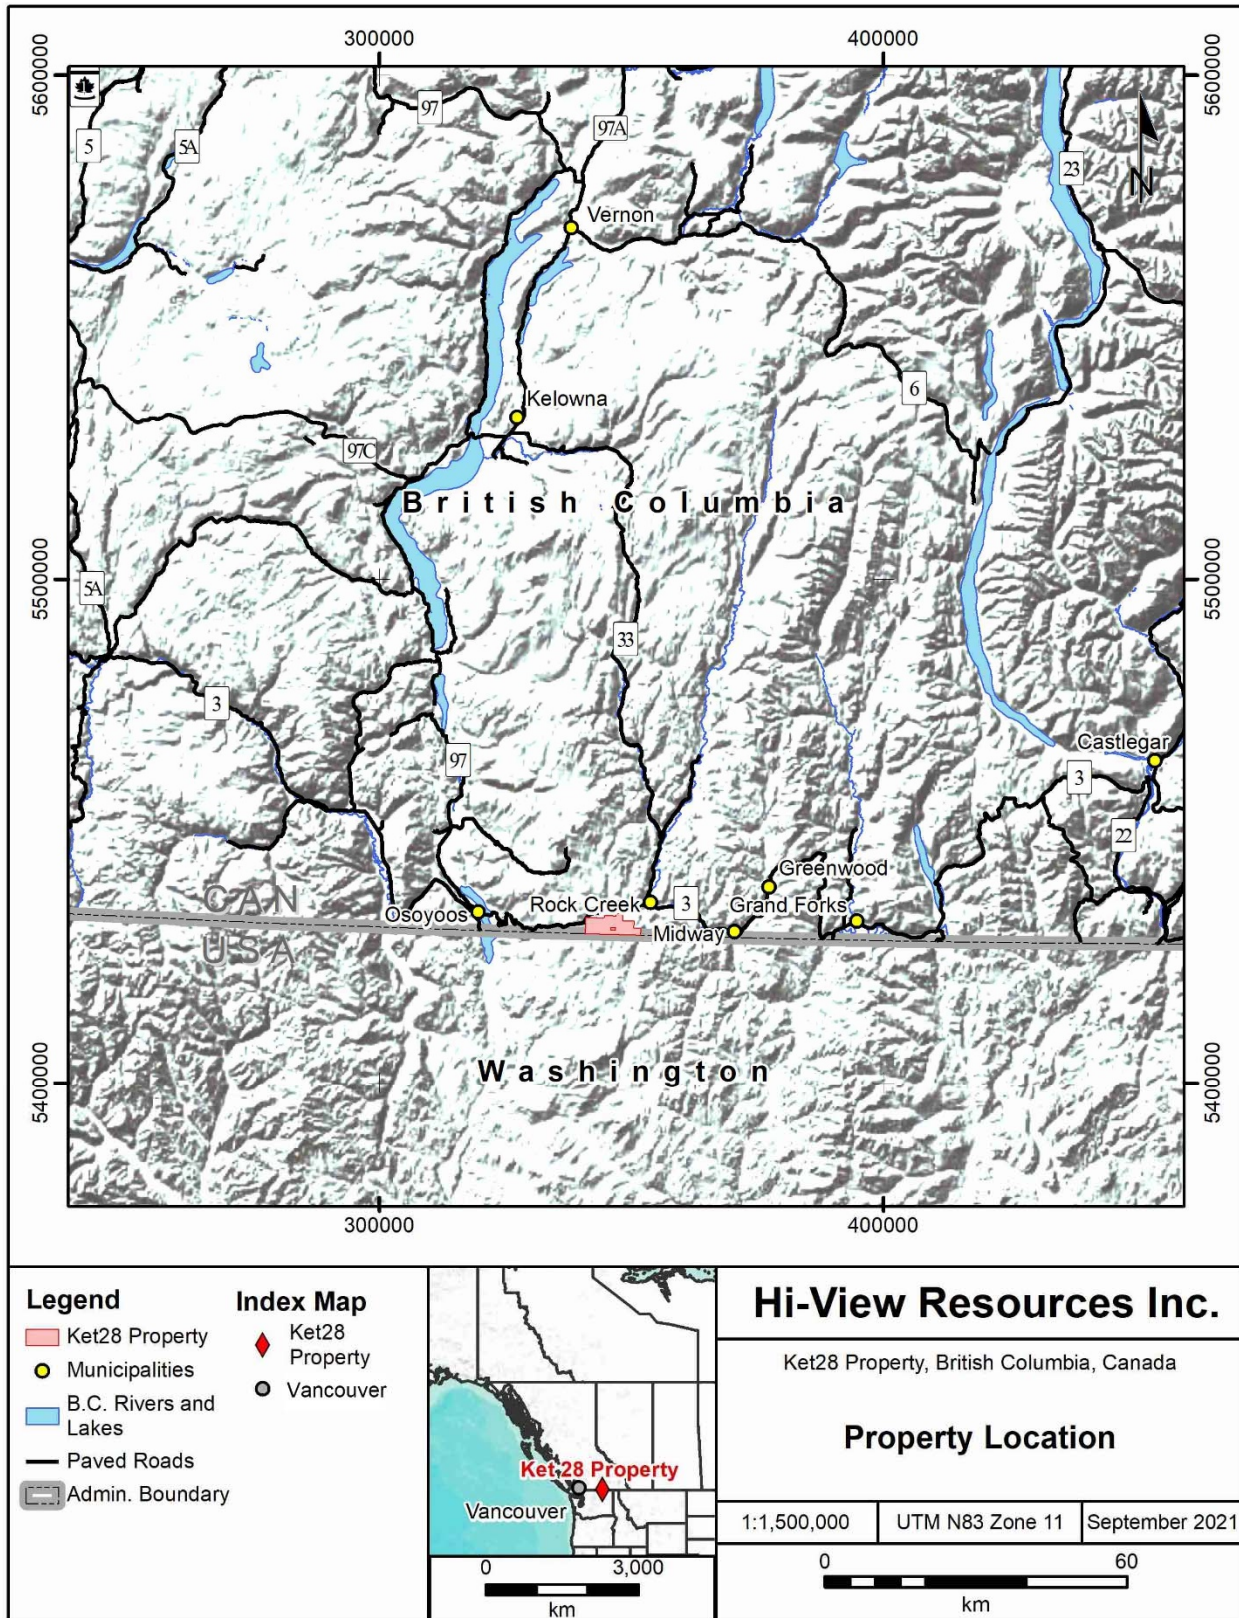 300000
400000
5600000
5600000
97
97A
5
5A
23
N
Vernon
6
Kelowna
97C
British Columbia
5500000
5500000
5A
33
3
97
Castlegar
3
22
Greenwood
CAN
Osoyoos
Rock Creek
3
Grand Forks
Midway
USA
Washington
5400000
5400000
300000
400000
Legend
Ket28 Property
Municipalities
B.C. Rivers and
Lakes
Paved Roads
Admin. Boundary
Index Map
Ket28
Property
Vancouver
Ket 28 Property
Vancouver
0
3,000
km
Hi-View Resources Inc.
Ket28 Property, British Columbia, Canada
Property Location
1:1,500,000
UTM N83 Zone 11
September 2021
0
60
km